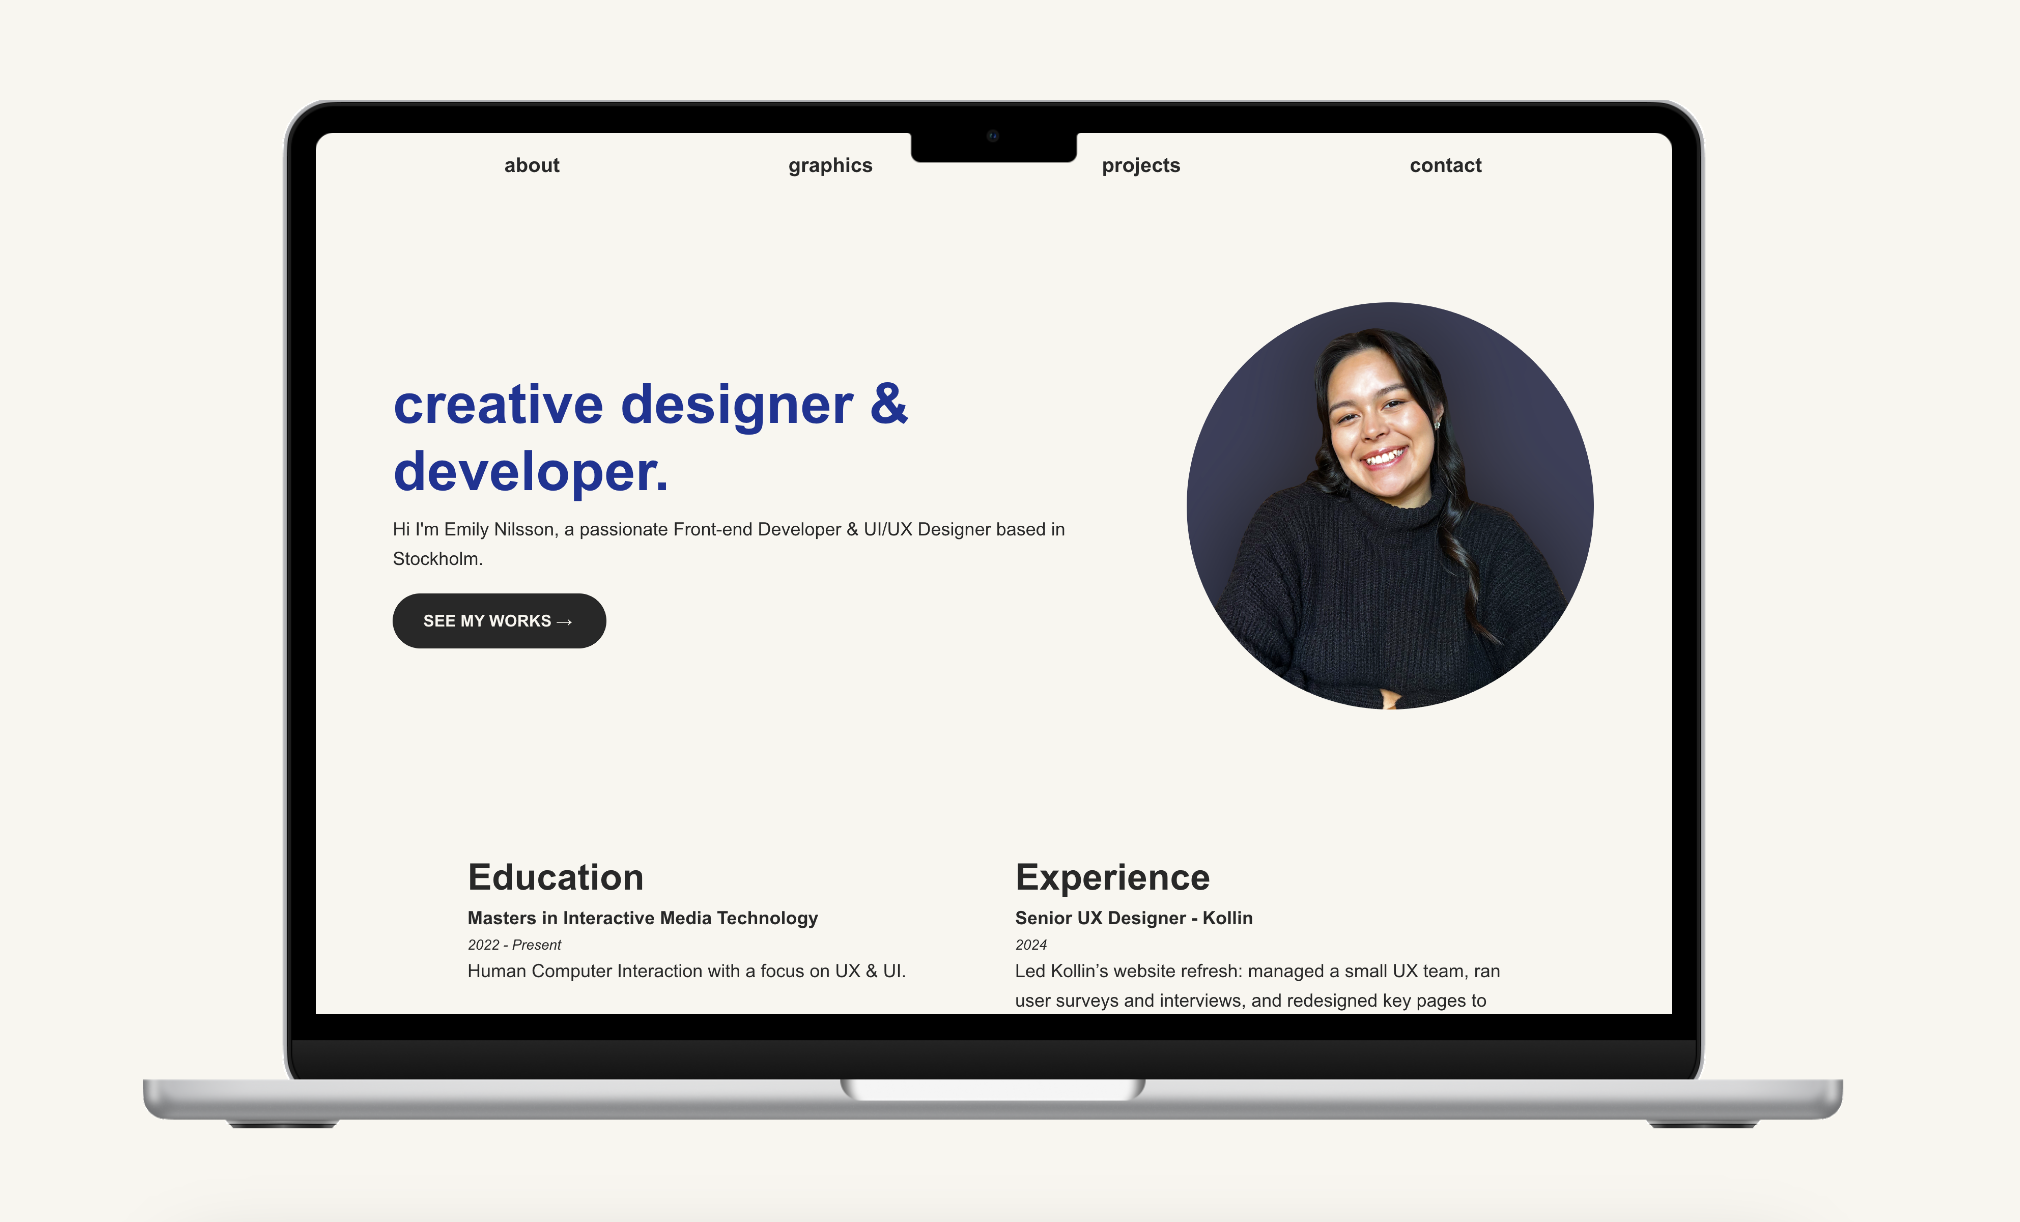 about graphics projects contact
creative designer &
developer.
Hi I'm Emily Nilsson, a passionate Front-end Developer & UI/UX Designer based in
Stockholm.
SEE MY WORKS →
Education
Masters in Interactive Media Technology
2022 - Present
Human Computer Interaction with a focus on UX & UI.
Experience
Senior UX Designer - Kollin
2024
Led Kollin’s website refresh: managed a small UX team, ran
user surveys and interviews, and redesigned key pages to